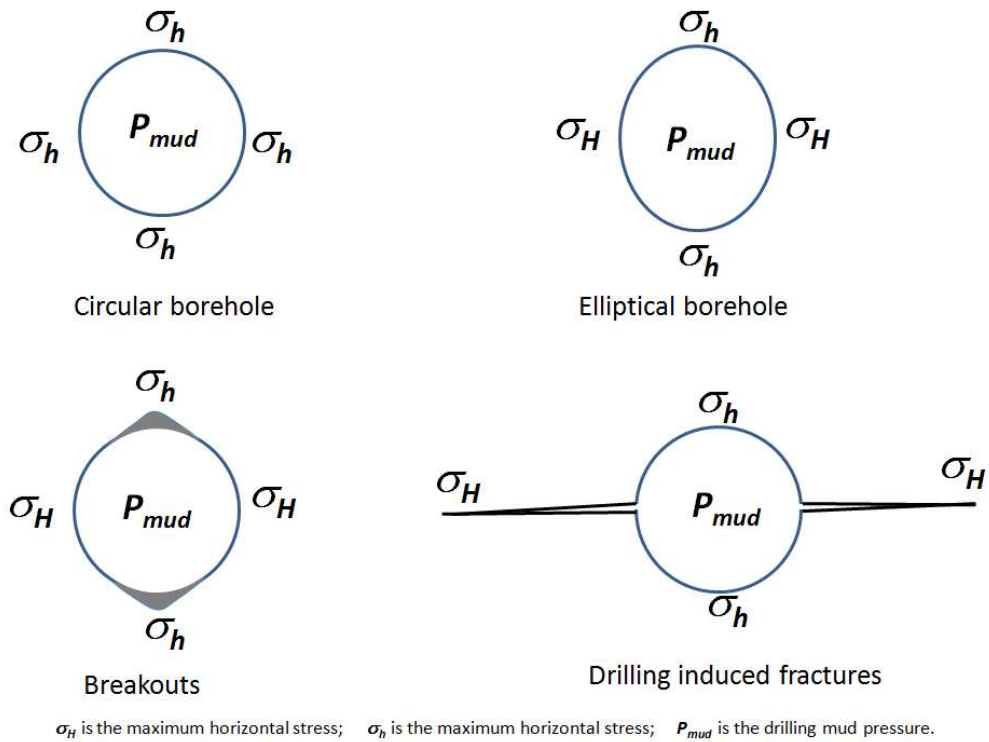 σh σh
Pmud Pmud
σh σh σH σH
σh σh
Circular borehole Elliptical borehole
σh σh
σH σH σH σH
Pmud Pmud
σh σh
Breakouts Drilling induced fractures
σH is the maximum horizontal stress; σh is the maximum horizontal stress; Pmud is the drilling mud pressure.